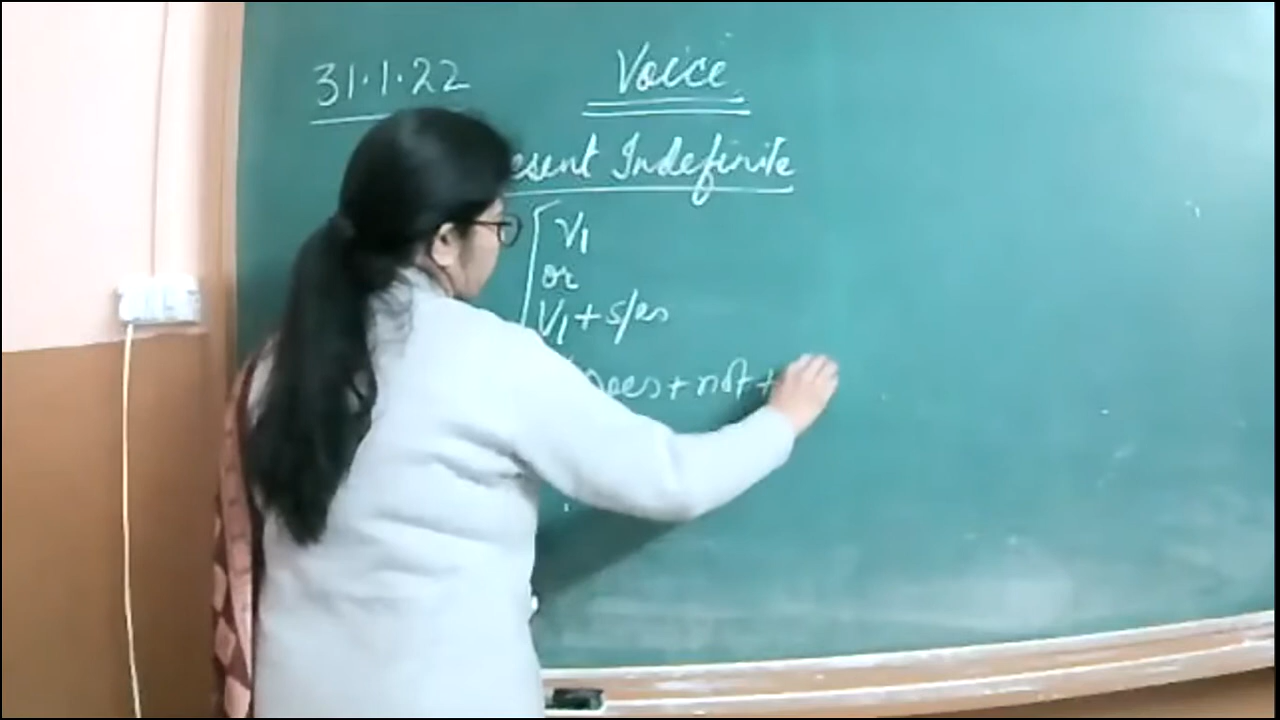 31.1.22
Voice
esent Indefinite
V1
or
V1 + s/es
oes + not +